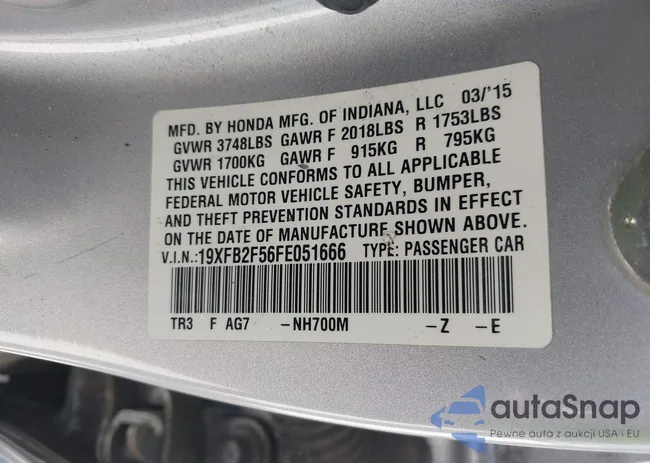 MFD. BY HONDA MFG. OF INDIANA, LLC 03/'15
GVWR 3748LBS GAWR F 2018LBS R 1753LBS
GVWR 1700KG GAWR F 915KG R 795KG
THIS VEHICLE CONFORMS TO ALL APPLICABLE
FEDERAL MOTOR VEHICLE SAFETY, BUMPER,
AND THEFT PREVENTION STANDARDS IN EFFECT
ON THE DATE OF MANUFACTURE SHOWN ABOVE.
V.I.N.:19XFB2F56FE051666 TYPE: PASSENGER CAR
TR3 F AG7 -NH700M -Z -E
autaSnap
Pewne auta z aukcji USA i EU